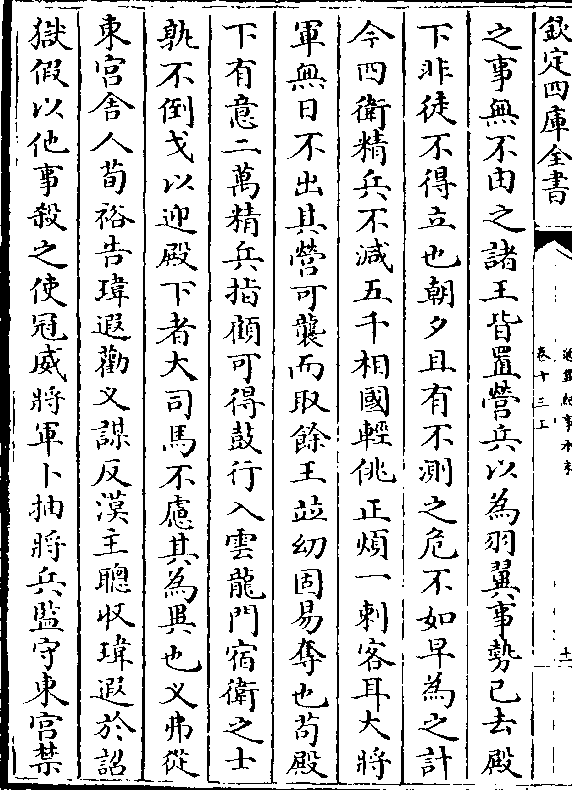 欽定四庫全書
卷十三上
之事無不由之諸王皆置營兵以為羽翼事勢已去殿
下非徒不得立也朝夕且有不測之危不如早為之計
今四衛精兵不減五千相國輕佻正煩一刺客耳大將
軍無日不出其營可襲而取餘王並幼固易奪也茍殿
下有意二萬精兵指顧可得鼓行入雲龍門宿衛之士
孰不倒戈以迎殿下者大司馬不慮其為異也乂弗從
東宮舍人荀裕告瑋遐勸乂謀反漢主聰收瑋遐於詔
獄假以他事殺之使冠威將軍卜抽將兵監守東宮禁